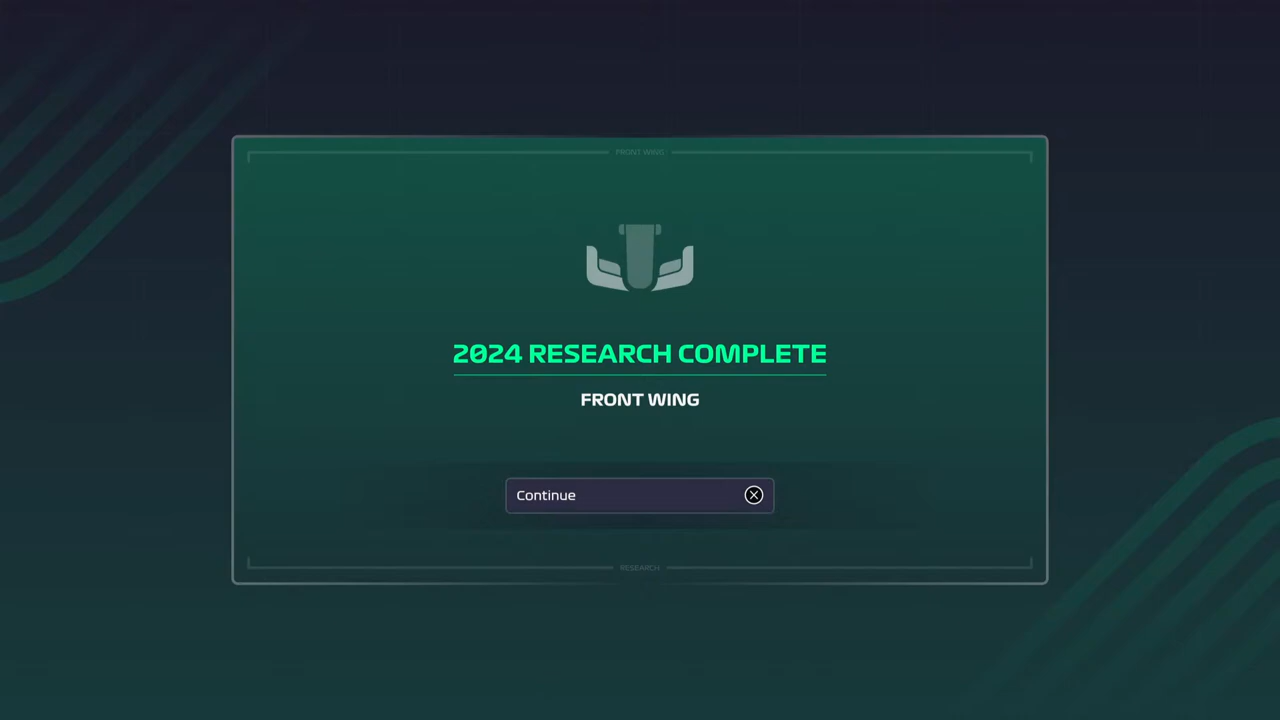 FRONT WING
2024 RESEARCH COMPLETE
FRONT WING
Continue
RESEARCH